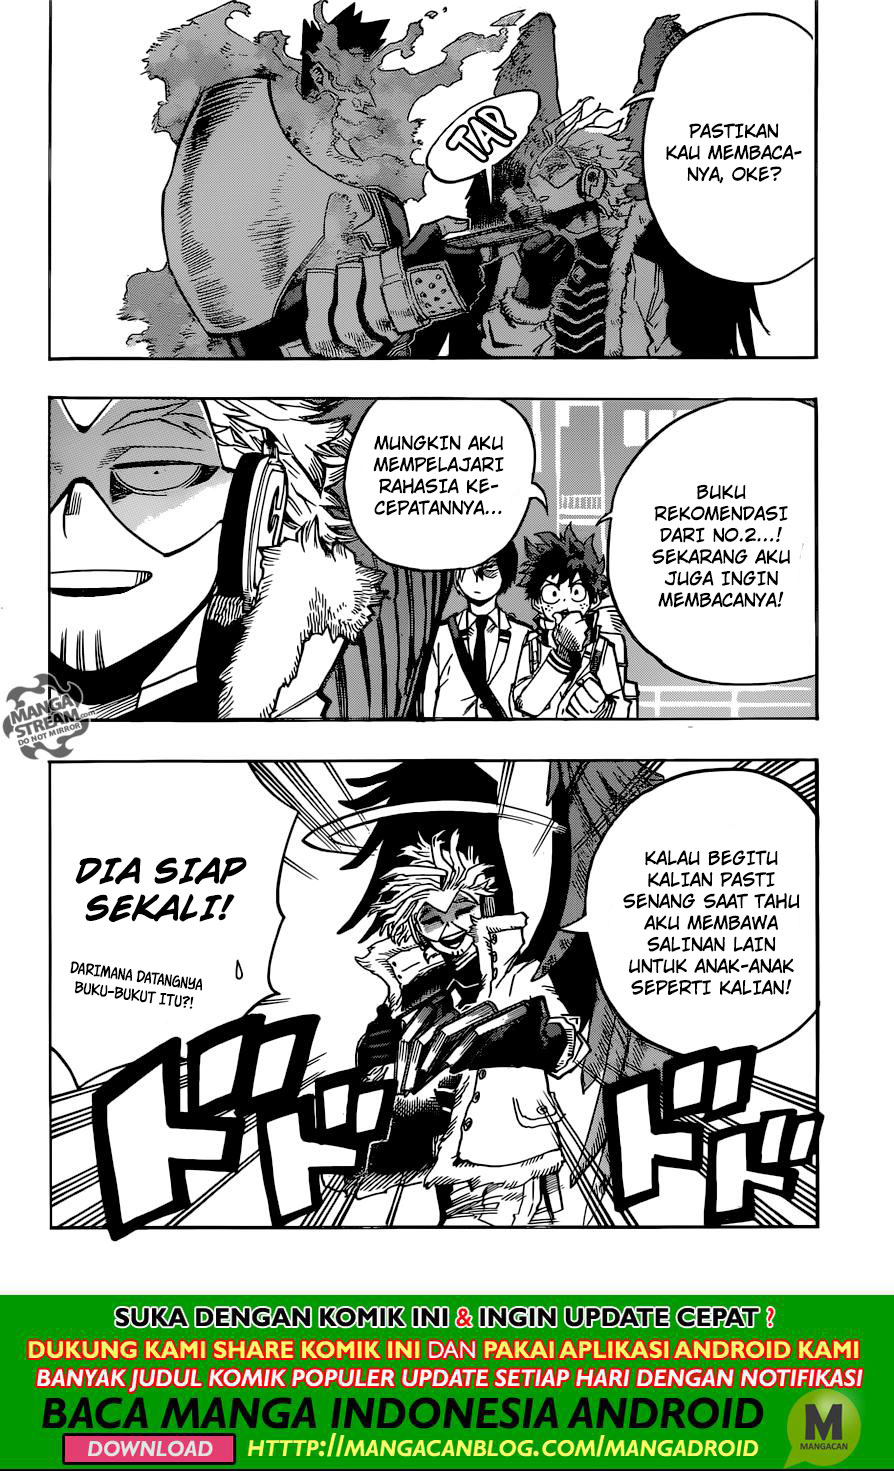 TAP
PASTIKAN
KAU MEMBACA-
NYA, OKE?
MUNGKIN AKU
MEMPELAJARI
RAHASIA KE-
CEPATANNYA...
BUKU
REKOMENDASI
DARI NO.2...!
SEKARANG AKU
JUGA INGIN
MEMBACANYA!
MANGA
STREAM.com
DO NOT MIRROR
DIA SIAP
SEKALI!
DARIMANA DATANGNYA
BUKU-BUKUT ITU?!
KALAU BEGITU
KALIAN PASTI
SENANG SAAT TAHU
AKU MEMBAWA
SALINAN LAIN
UNTUK ANAK-ANAK
SEPERTI KALIAN!
ドド
ドド
SUKA DENGAN KOMIK INI & INGIN UPDATE CEPAT ?
DUKUNG KAMI SHARE KOMIK INI DAN PAKAI APLIKASI ANDROID KAMI
BANYAK JUDUL KOMIK POPULER UPDATE SETIAP HARI DENGAN NOTIFIKASI
BACA MANGA INDONESIA ANDROID
DOWNLOAD
HTTTP://MANGACANBLOG.COM/MANGADROID
M
MANGACAN